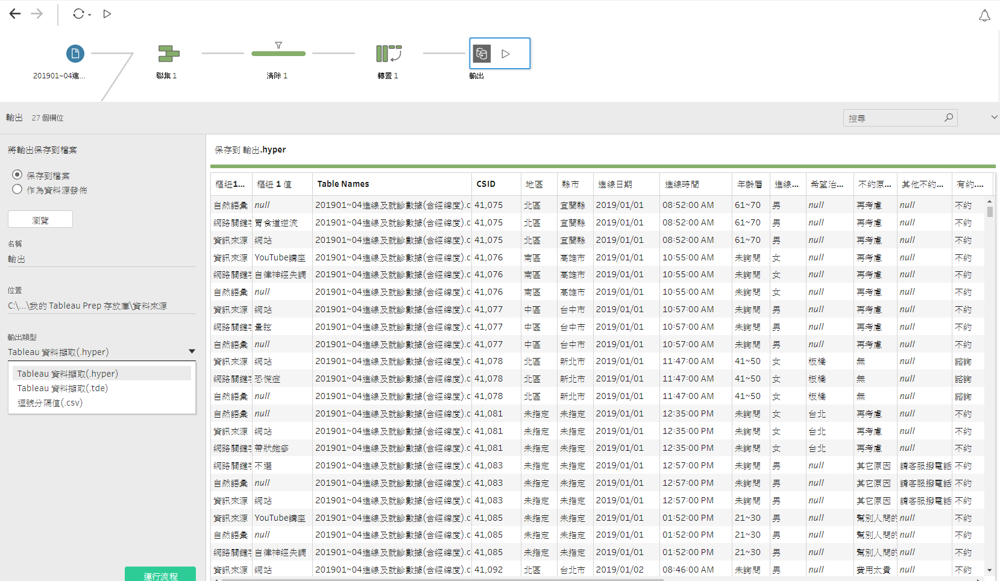 201901~04進...
聯集 1
清除 1
轉置 1
輸出
輸出 27 個欄位
搜尋
將輸出保存到檔案
保存到檔案
作為資料源發佈
瀏覽
名稱
輸出
位置
C:\...\我的 Tableau Prep 存放庫\資料來源
輸出類型
Tableau 資料擷取(.hyper)
Tableau 資料擷取(.hyper)
Tableau 資料擷取(.tde)
逗號分隔值(.csv)
運行流程
保存到 輸出.hyper
樞紐1... 樞紐 1 值 Table Names CSID 地區 縣市 進線日期 進線時間 年齡層 進線... 希望治... 不約原... 其他不約... 有約....
自然語彙 null 201901~04進線及就診數據(含經緯度).c 41,075 北區 宜蘭縣 2019/01/01 08:52:00 AM 61~70 男 null 再考慮 null 不約
網路關鍵字 胃食道逆流 201901~04進線及就診數據(含經緯度).c 41,075 北區 宜蘭縣 2019/01/01 08:52:00 AM 61~70 男 null 再考慮 null 不約
資訊來源 網站 201901~04進線及就診數據(含經緯度).c 41,075 北區 宜蘭縣 2019/01/01 08:52:00 AM 61~70 男 null 再考慮 null 不約
資訊來源 YouTube講座 201901~04進線及就診數據(含經緯度).c 41,076 南區 高雄市 2019/01/01 10:55:00 AM 未詢問 女 null 再考慮 null 不約
網路關鍵字 自律神經失調 201901~04進線及就診數據(含經緯度).c 41,076 南區 高雄市 2019/01/01 10:55:00 AM 未詢問 女 null 再考慮 null 不約
自然語彙 null 201901~04進線及就診數據(含經緯度).c 41,076 南區 高雄市 2019/01/01 10:55:00 AM 未詢問 女 null 再考慮 null 不約
資訊來源 網站 201901~04進線及就診數據(含經緯度).c 41,077 中區 台中市 2019/01/01 10:57:00 AM 未詢問 男 null 再考慮 null 不約
網路關鍵字 暈眩 201901~04進線及就診數據(含經緯度).c 41,077 中區 台中市 2019/01/01 10:57:00 AM 未詢問 男 null 再考慮 null 不約
自然語彙 null 201901~04進線及就診數據(含經緯度).c 41,077 中區 台中市 2019/01/01 10:57:00 AM 未詢問 男 null 再考慮 null 不約
資訊來源 網站 201901~04進線及就診數據(含經緯度).c 41,078 北區 新北市 2019/01/01 11:47:00 AM 41~50 女 板橋 無 null 諮詢
網路關鍵字 恐慌症 201901~04進線及就診數據(含經緯度).c 41,078 北區 新北市 2019/01/01 11:47:00 AM 41~50 女 板橋 無 null 諮詢
自然語彙 null 201901~04進線及就診數據(含經緯度).c 41,078 北區 新北市 2019/01/01 11:47:00 AM 41~50 女 板橋 無 null 諮詢
自然語彙 null 201901~04進線及就診數據(含經緯度).c 41,081 未指定 未指定 2019/01/01 12:35:00 PM 未詢問 女 台北 再考慮 null 不約
資訊來源 網站 201901~04進線及就診數據(含經緯度).c 41,081 未指定 未指定 2019/01/01 12:35:00 PM 未詢問 女 台北 再考慮 null 不約
網路關鍵字 帶狀皰疹 201901~04進線及就診數據(含經緯度).c 41,081 未指定 未指定 2019/01/01 12:35:00 PM 未詢問 女 台北 再考慮 null 不約
網路關鍵字 不選 201901~04進線及就診數據(含經緯度).c 41,083 未指定 未指定 2019/01/01 12:57:00 PM 未詢問 男 null 其它原因 請客服撥電話 不約
自然語彙 null 201901~04進線及就診數據(含經緯度).c 41,083 未指定 未指定 2019/01/01 12:57:00 PM 未詢問 男 null 其它原因 請客服撥電話 不約
資訊來源 網站 201901~04進線及就診數據(含經緯度).c 41,083 未指定 未指定 2019/01/01 12:57:00 PM 未詢問 男 null 其它原因 請客服撥電話 不約
資訊來源 YouTube講座 201901~04進線及就診數據(含經緯度).c 41,085 未指定 未指定 2019/01/01 01:52:00 PM 21~30 男 null 幫別人問的 null 不約
自然語彙 null 201901~04進線及就診數據(含經緯度).c 41,085 未指定 未指定 2019/01/01 01:52:00 PM 21~30 男 null 幫別人問的 null 不約
網路關鍵字 自律神經失調 201901~04進線及就診數據(含經緯度).c 41,085 未指定 未指定 2019/01/01 01:52:00 PM 21~30 男 null 幫別人問的 null 不約
資訊來源 網站 201901~04進線及就診數據(含經緯度).c 41,092 北區 台北市 2019/01/02 08:46:00 AM 未詢問 男 null 費用太貴 null 不約